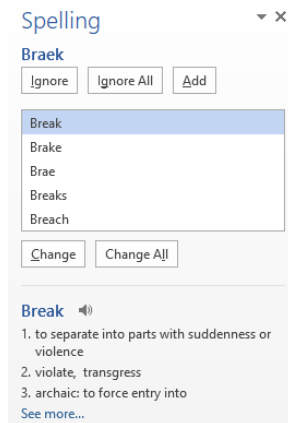 Spelling
Braek
Ignore Ignore All Add
Break
Brake
Brae
Breaks
Breach
Change Change All
Break
1. to separate into parts with suddenness or
violence
2. violate, transgress
3. archaic: to force entry into
See more...